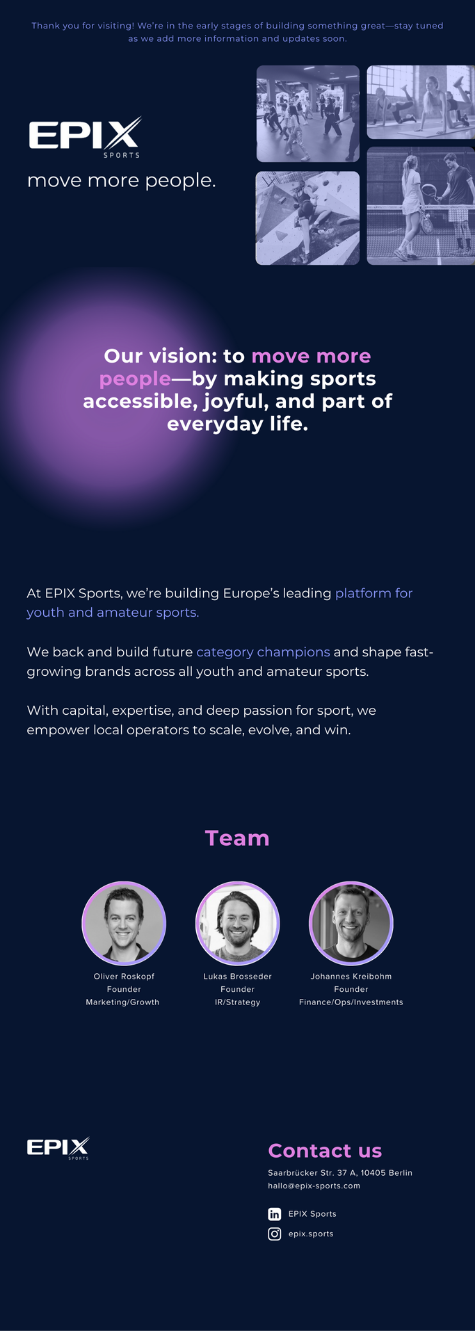 Thank you for visiting! We're in the early stages of building something great—stay tuned
as we add more information and updates soon.
EPIX
SPORTS
move more people.
Our vision: to move more
people—by making sports
accessible, joyful, and part of
everyday life.
At EPIX Sports, we're building Europe's leading platform for
youth and amateur sports.
We back and build future category champions and shape fast-
growing brands across all youth and amateur sports.
With capital, expertise, and deep passion for sport, we
empower local operators to scale, evolve, and win.
Team
Oliver Roskopf
Founder
Marketing/Growth
Lukas Brosseder
Founder
IR/Strategy
Johannes Kreibohm
Founder
Finance/Ops/Investments
EPIX
SPORTS
Contact us
Saarbrücker Str. 37 A, 10405 Berlin
hallo@epix-sports.com
EPIX Sports
epix.sports